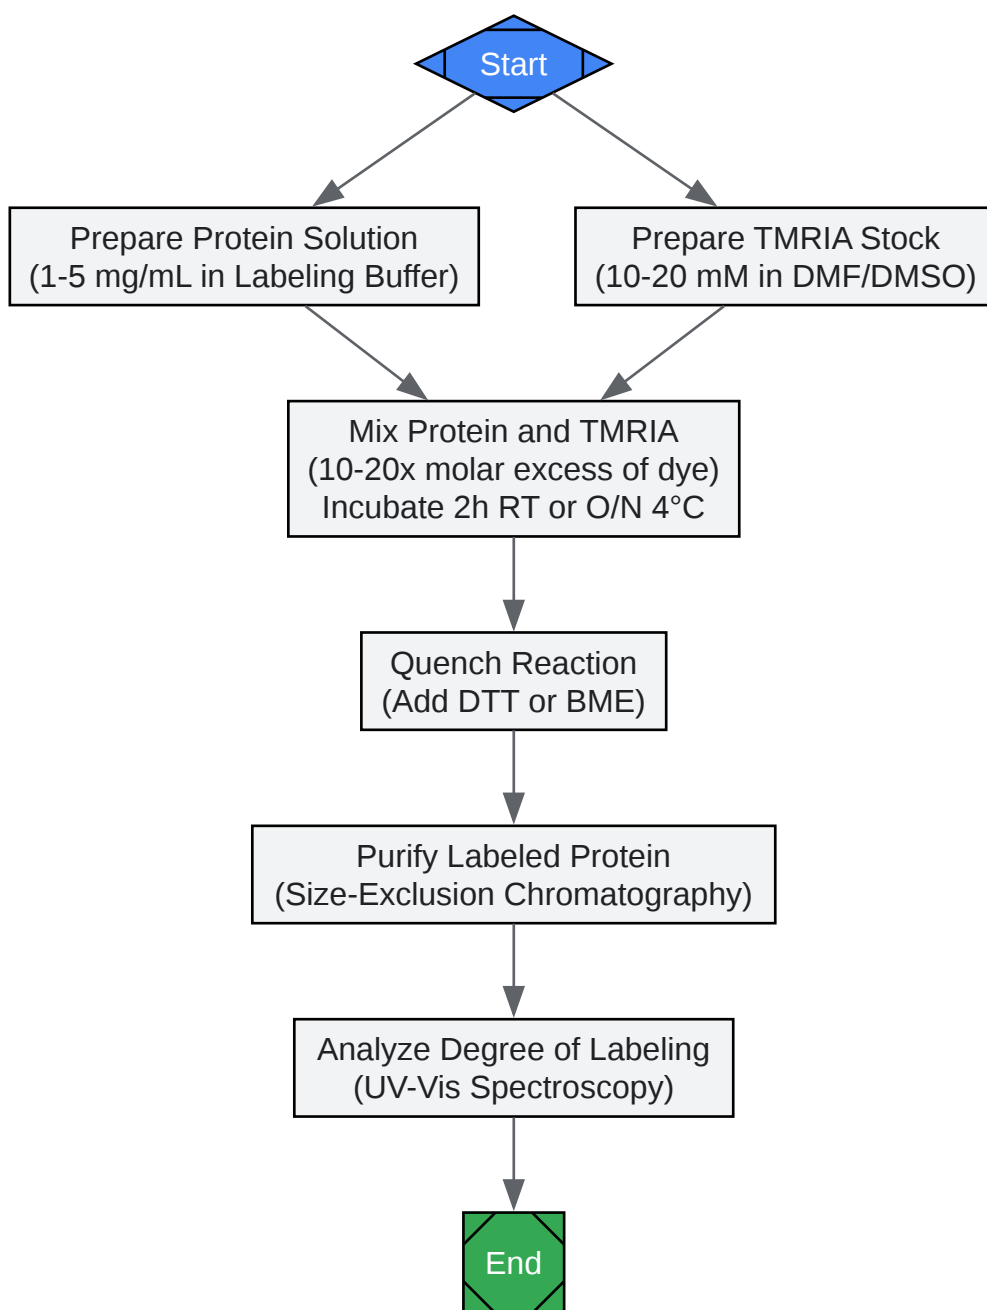 Start
Prepare Protein Solution
(1-5 mg/mL in Labeling Buffer)
Prepare TMRIA Stock
(10-20 mM in DMF/DMSO)
Mix Protein and TMRIA
(10-20x molar excess of dye)
Incubate 2h RT or O/N 4°C
Quench Reaction
(Add DTT or BME)
Purify Labeled Protein
(Size-Exclusion Chromatography)
Analyze Degree of Labeling
(UV-Vis Spectroscopy)
End